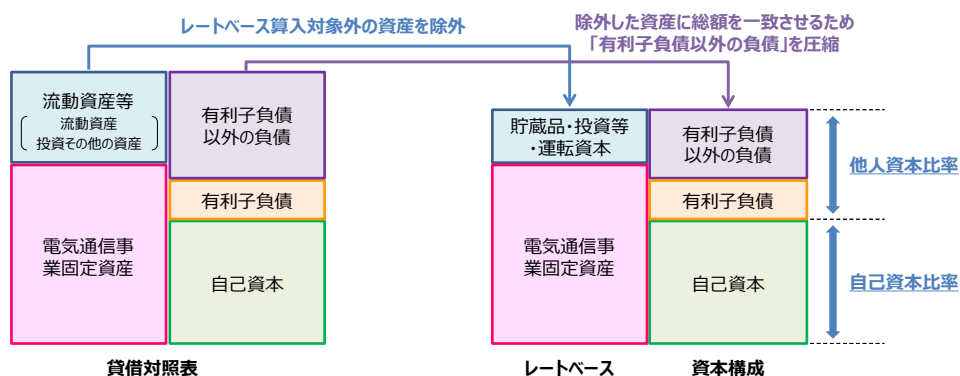 レートベース算入対象外の資産を除外
除外した資産に総額を一致させるため
「有利子負債以外の負債」を圧縮
流動資産等
流動資産
投資その他の資産
有利子負債
以外の負債
有利子負債
電気通信事
業固定資産
自己資本
貸借対照表
貯蔵品・投資等
・運転資本
有利子負債
以外の負債
有利子負債
電気通信事
業固定資産
自己資本
レートベース
資本構成
他人資本比率
自己資本比率